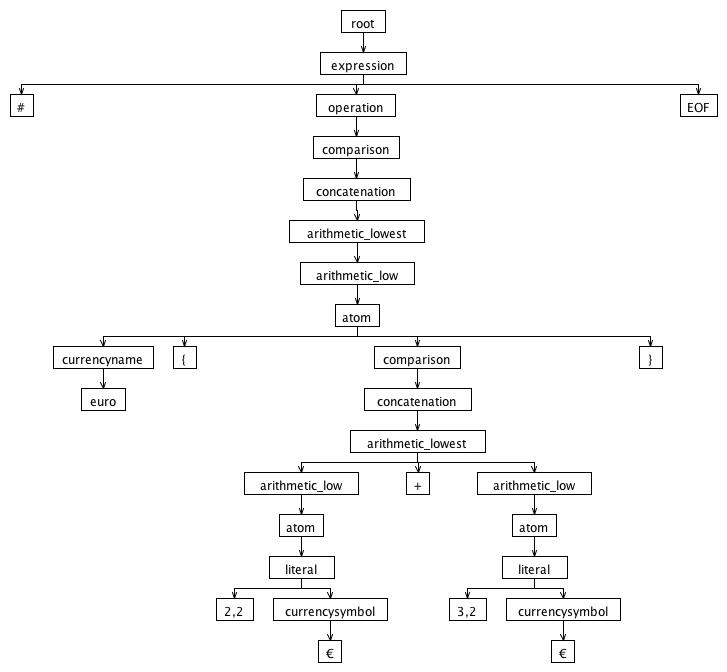 root
expression
# operation EOF
comparison
concatenation
arithmetic_lowest
arithmetic_low
atom
currencyname { comparison }
euro concatenation
arithmetic_lowest
arithmetic_low + arithmetic_low
atom atom
literal literal
2,2 currencysymbol 3,2 currencysymbol
€ €